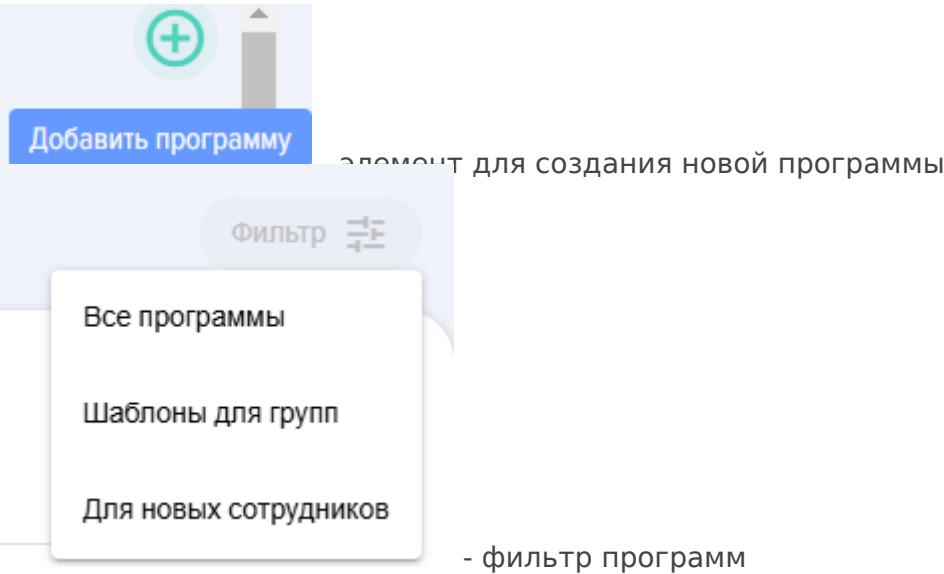 Добавить программу
элемент для создания новой программы
Фильтр
Все программы
Шаблоны для групп
Для новых сотрудников
- фильтр программ